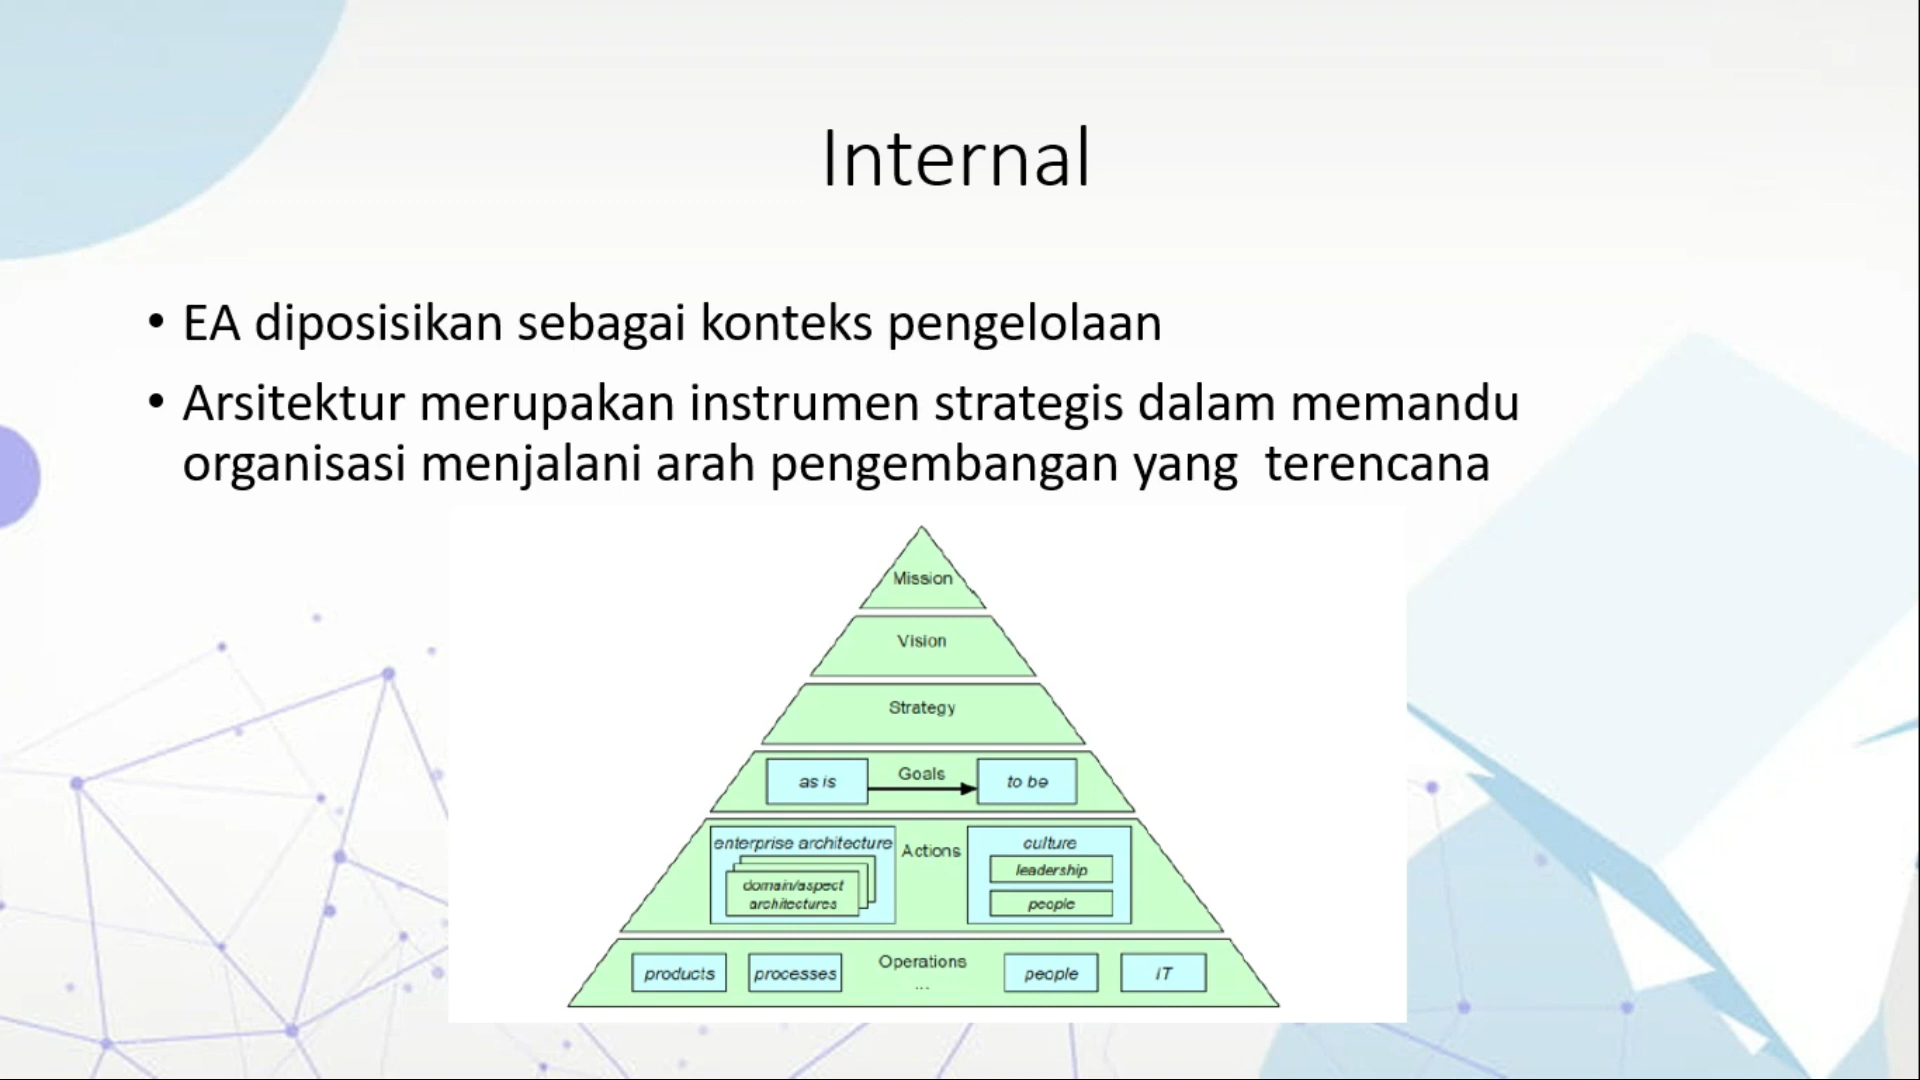 Internal
• EA diposisikan sebagai konteks pengelolaan
• Arsitektur merupakan instrumen strategis dalam memandu
organisasi menjalani arah pengembangan yang  terencana
Mission
Vision
Strategy
as is
Goals
to be
enterprise architecture
domain/aspect
architectures
Actions
culture
leadership
people
products
processes
Operations
...
people
IT